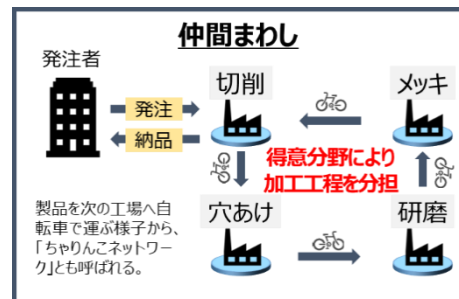 仲間まわし
発注者
切削
メッキ
発注
納品
得意分野により
加工工程を分担
穴あけ
研磨
製品を次の工場へ自
転車で運ぶ様子から、
「ちゃりんこネットワー
ク」とも呼ばれる。